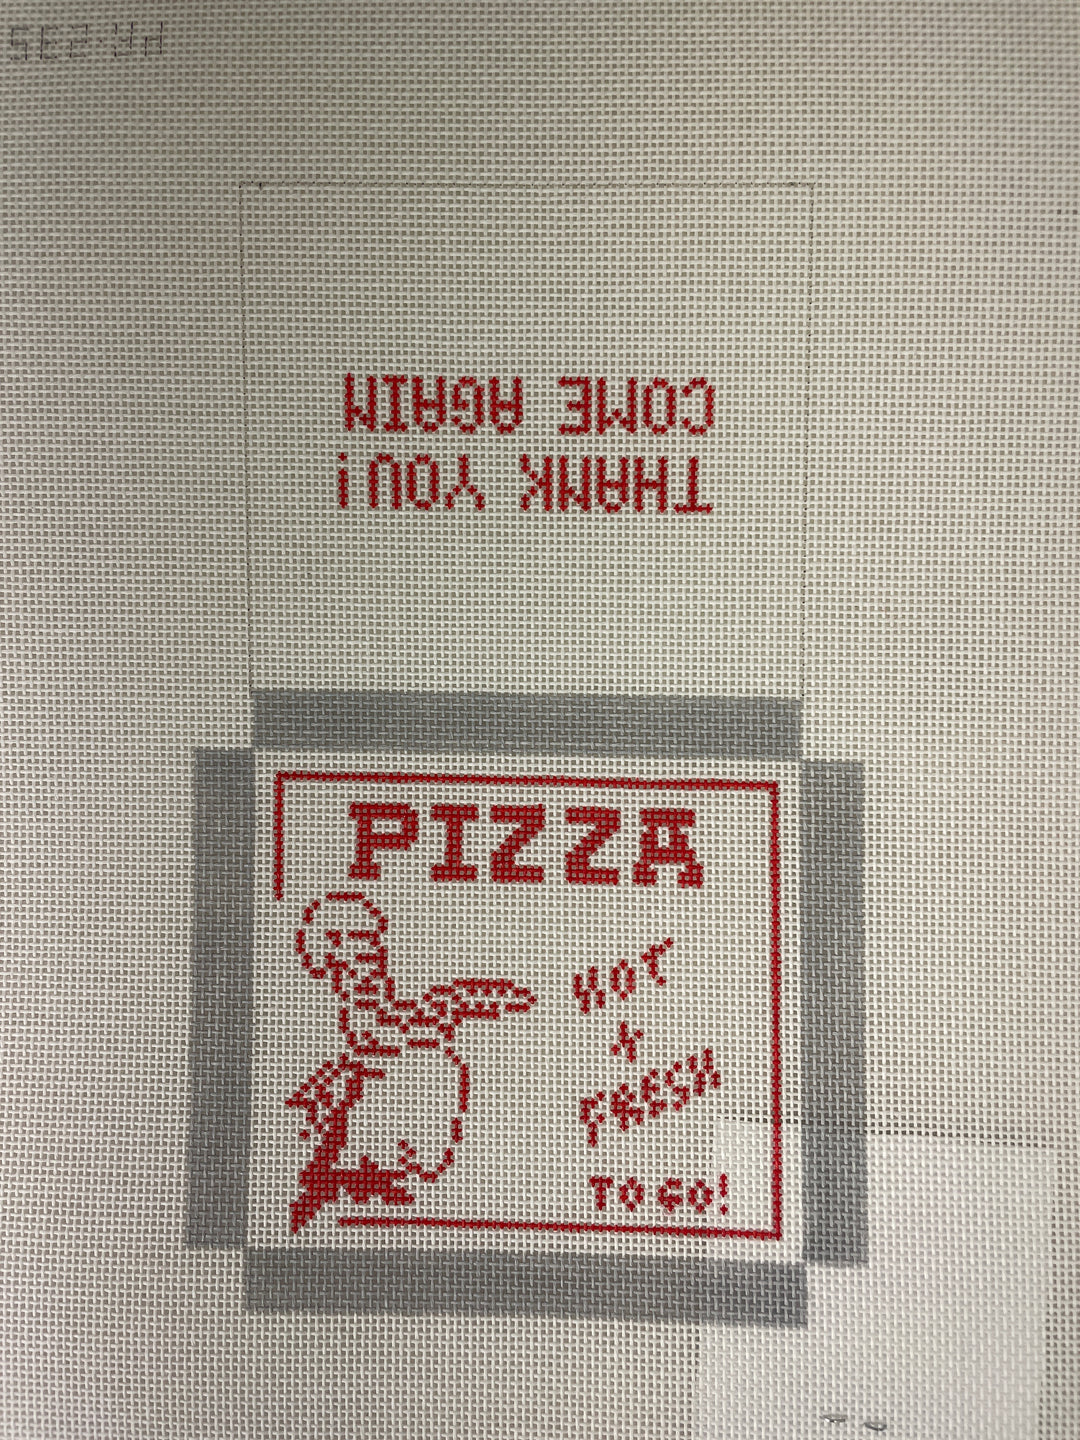 THANK YOU!
COME AGAIN
PIZZA
HOT
&
FRESH
TO GO!